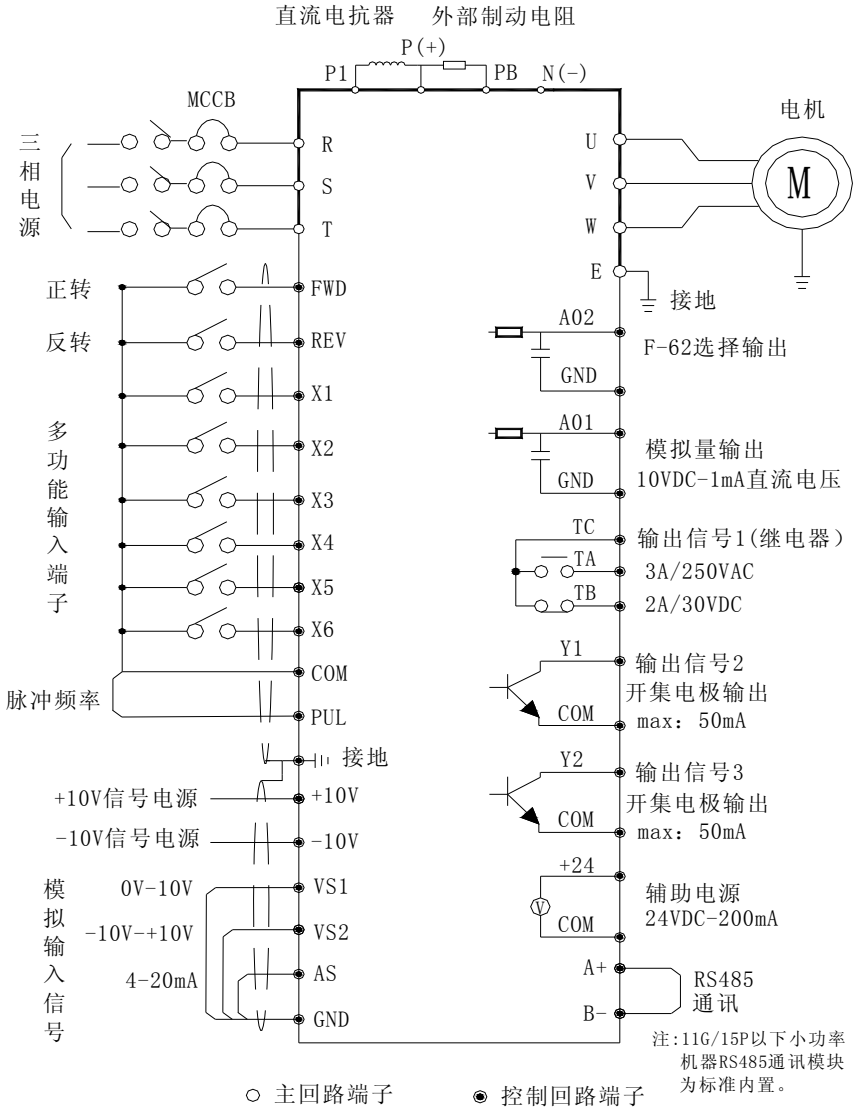 直流电抗器 外部制动电阻
P(+)
P1 PB N(-)
MCCB
电机
三相电源
R
S
T
U
V
W
M
E
接地
正转
FWD
反转
REV
多功能输入端子
X1
X2
X3
X4
X5
X6
COM
脉冲频率
PUL
接地
+10V信号电源
+10V
-10V信号电源
-10V
模拟输入信号
0V-10V
VS1
-10V-+10V
VS2
4-20mA
AS
GND
A02
F-62选择输出
GND
A01
模拟量输出
GND
10VDC-1mA直流电压
TC
输出信号1(继电器)
TA
3A/250VAC
TB
2A/30VDC
Y1
输出信号2
开集电极输出
COM
max: 50mA
Y2
输出信号3
开集电极输出
COM
max: 50mA
+24
V
辅助电源
24VDC-200mA
COM
A+
RS485
通讯
B-
注:11G/15P以下小功率
机器RS485通讯模块
为标准内置。
主回路端子 控制回路端子